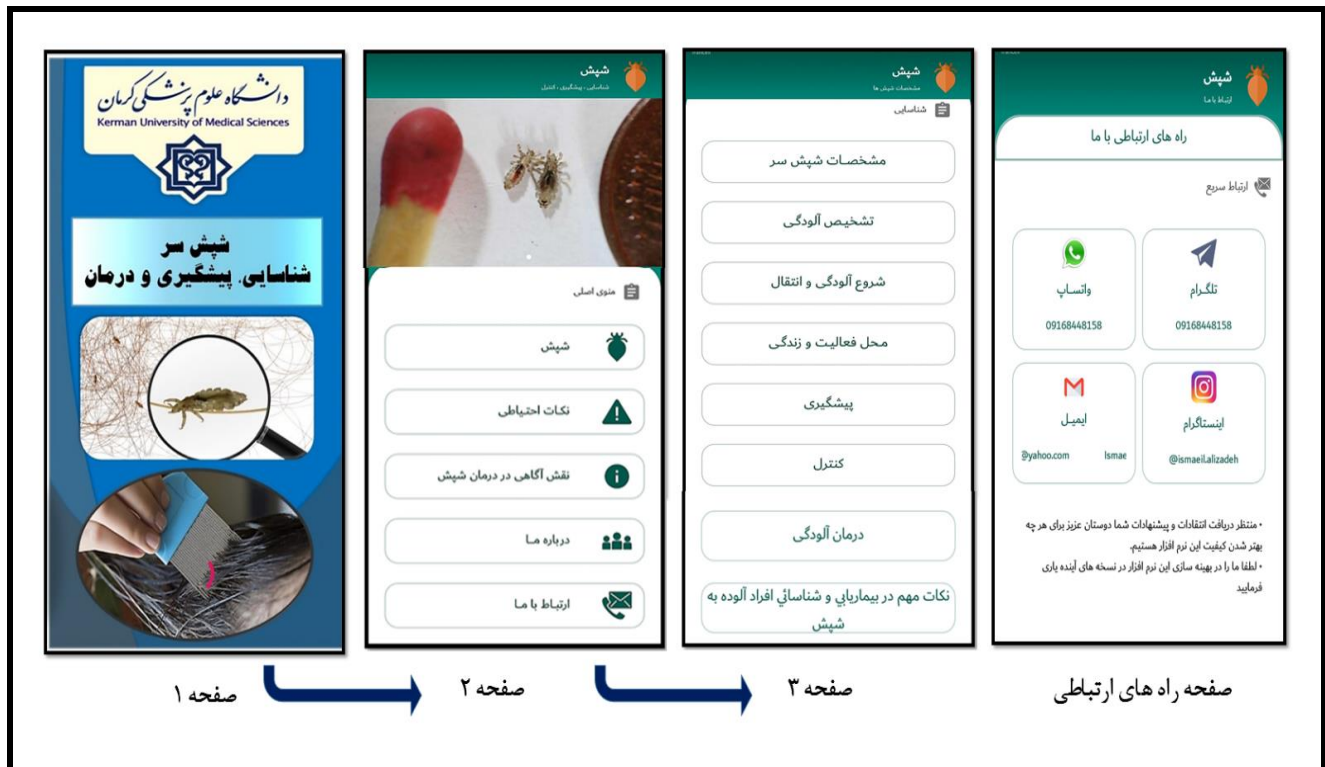 دانشگاه علوم پزشکی کرمان
Kerman University of Medical Sciences
شپش سر
شناسایی، پیشگیری و درمان
شپش
شناسایی، پیشگیری، کنترل
منوی اصلی
شپش
نکات احتیاطی
نقش آگاهی در درمان شپش
درباره ما
ارتباط با ما
شپش
مشخصات شپش ها
شناسایی
مشخصات شپش سر
تشخیص آلودگی
شروع آلودگی و انتقال
محل فعالیت و زندگی
پیشگیری
کنترل
درمان آلودگی
نکات مهم در بیماریابي و شناسائي افراد آلوده به
شپش
شپش
ارتباط با ما
راه های ارتباطی با ما
ارتباط سریع
تلگرام
09168448158
واتساپ
09168448158
اینستاگرام
@ismaeil.alizadeh
ایمیل
@yahoo.com Ismae
• منتظر دریافت انتقادات و پیشنهادات شما دوستان عزیز برای هر چه
بهتر شدن کیفیت این نرم افزار هستیم.
• لطفا ما را در بهینه سازی این نرم افزار در نسخه های آینده یاری
فرمایید
صفحه ۱
صفحه ۲
صفحه ۳
صفحه راه های ارتباطی